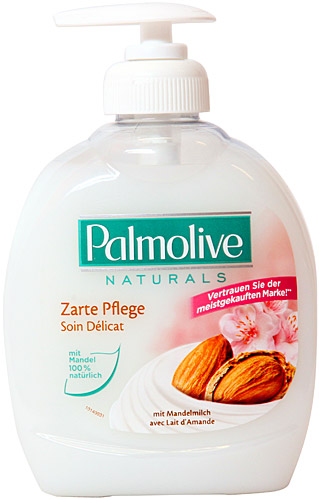 Palmolive
NATURALS
Vertrauen Sie der
meistgekauften Marke!**
Zarte Pflege
Soin Délicat
mit
Mandel
100%
natürlich
mit Mandelmilch
avec Lait d'Amande